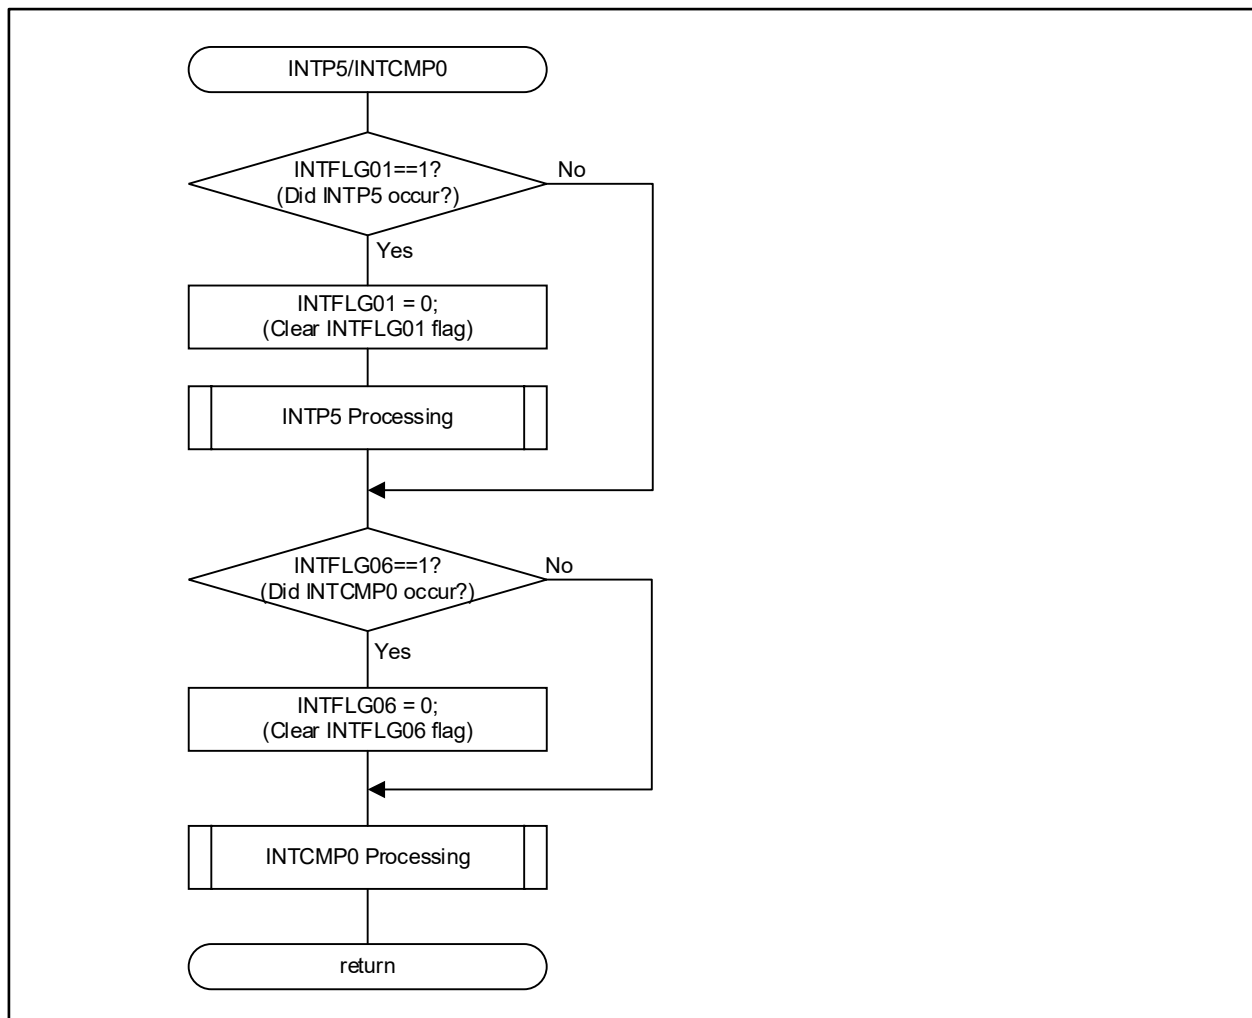 INTP5/INTCMP0
INTFLG01==1?
(Did INTP5 occur?)
No
Yes
INTFLG01 = 0;
(Clear INTFLG01 flag)
INTP5 Processing
INTFLG06==1?
(Did INTCMP0 occur?)
No
Yes
INTFLG06 = 0;
(Clear INTFLG06 flag)
INTCMP0 Processing
return